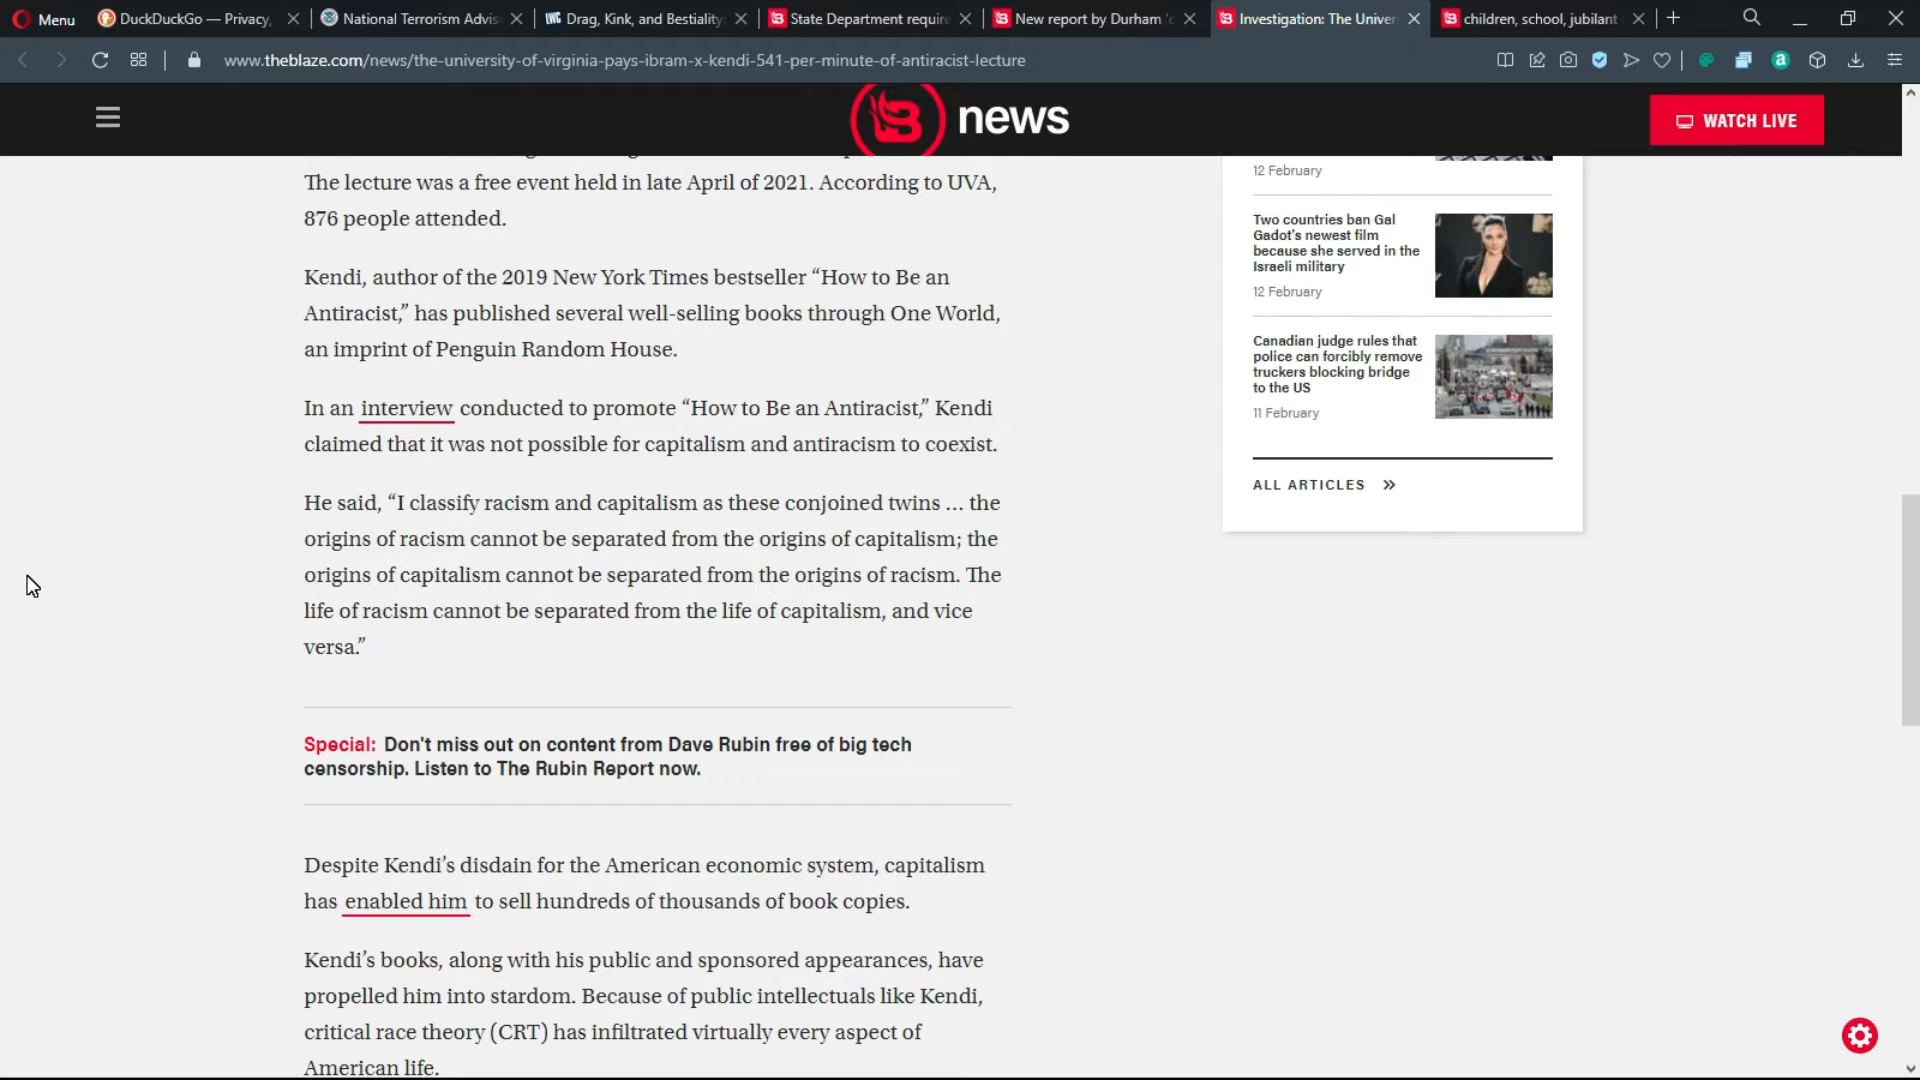 Menu
DuckDuckGo — Privacy,
National Terrorism Advis
Drag, Kink, and Bestiality
State Department require
New report by Durham 'c
Investigation: The Univer
children, school, jubilant
www.theblaze.com/news/the-university-of-virginia-pays-ibram-x-kendi-541-per-minute-of-antiracist-lecture
news
WATCH LIVE
The lecture was a free event held in late April of 2021. According to UVA,
876 people attended.
Kendi, author of the 2019 New York Times bestseller “How to Be an
Antiracist,” has published several well-selling books through One World,
an imprint of Penguin Random House.
In an interview conducted to promote “How to Be an Antiracist,” Kendi
claimed that it was not possible for capitalism and antiracism to coexist.
He said, “I classify racism and capitalism as these conjoined twins … the
origins of racism cannot be separated from the origins of capitalism; the
origins of capitalism cannot be separated from the origins of racism. The
life of racism cannot be separated from the life of capitalism, and vice
versa.”
Special: Don't miss out on content from Dave Rubin free of big tech
censorship. Listen to The Rubin Report now.
Despite Kendi’s disdain for the American economic system, capitalism
has enabled him to sell hundreds of thousands of book copies.
Kendi’s books, along with his public and sponsored appearances, have
propelled him into stardom. Because of public intellectuals like Kendi,
critical race theory (CRT) has infiltrated virtually every aspect of
American life.
12 February
Two countries ban Gal
Gadot's newest film
because she served in the
Israeli military
12 February
Canadian judge rules that
police can forcibly remove
truckers blocking bridge
to the US
11 February
ALL ARTICLES »